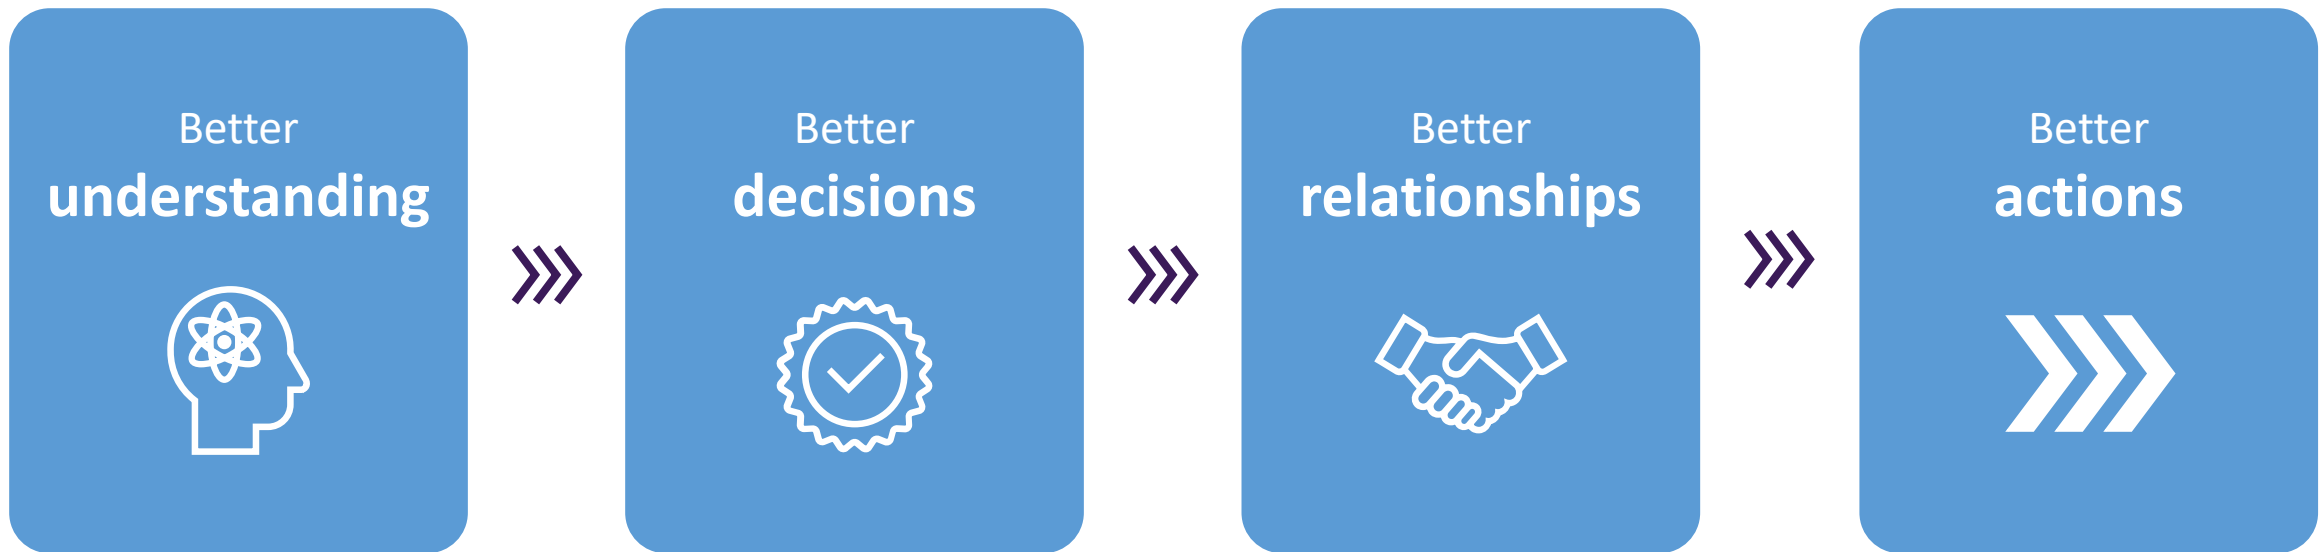 Better
understanding
Better
decisions
Better
relationships
Better
actions